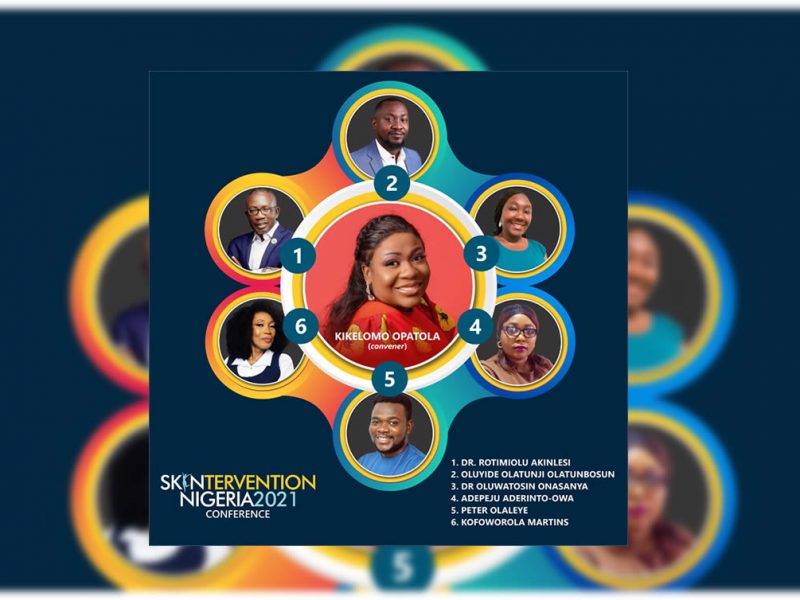 2
1
3
6
4
KIKELOMO OPATOLA
(convener)
5
SKINTERVENTION
NIGERIA2021
CONFERENCE
1. DR. ROTIMIOLU AKINLESI
2. OLUYIDE OLATUNJI OLATUNBOSUN
3. DR OLUWATOSIN ONASANYA
4. ADEPEJU ADERINTO-OWA
5. PETER OLALEYE
6. KOFOWOROLA MARTINS
5